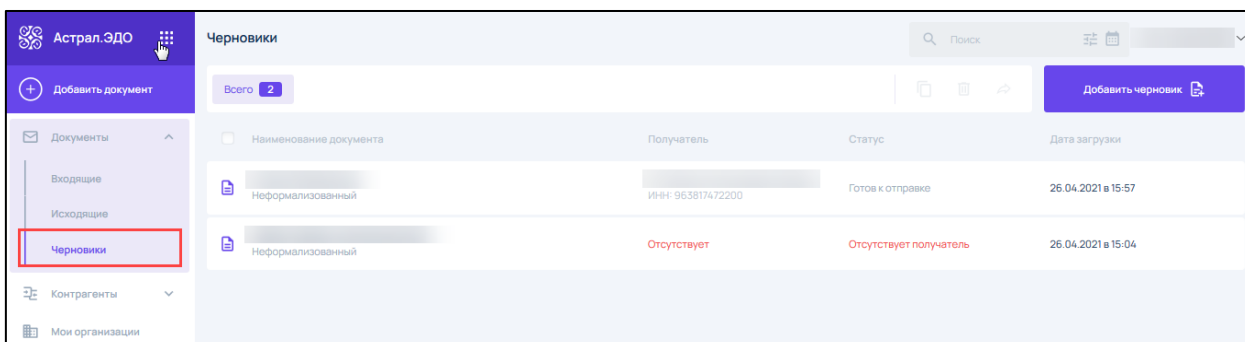 Астрал.ЭДО
Черновики
Поиск
Добавить документ
Всего 2
Добавить черновик
Документы
Наименование документа Получатель Статус Дата загрузки
Входящие
Неформализованный ИНН: 963817472200 Готов к отправке 26.04.2021 в 15:57
Исходящие
Черновики
Неформализованный Отсутствует Отсутствует получатель 26.04.2021 в 15:04
Контрагенты
Мои организации